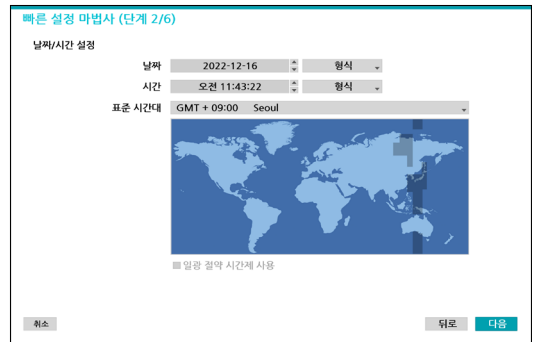 빠른 설정 마법사 (단계 2/6)
날짜/시간 설정
날짜 2022-12-16 형식
시간 오전 11:43:22 형식
표준 시간대 GMT + 09:00 Seoul
일광 절약 시간제 사용
취소 뒤로 다음